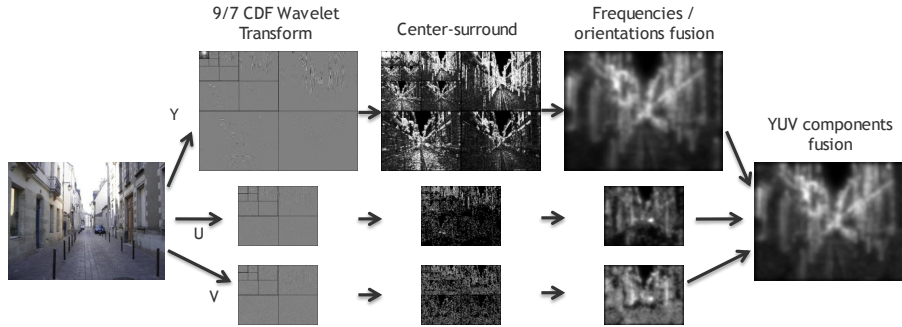 9/7 CDF Wavelet
Transform
Center-surround
Frequencies /
orientations fusion
Y
YUV components
fusion
U
V